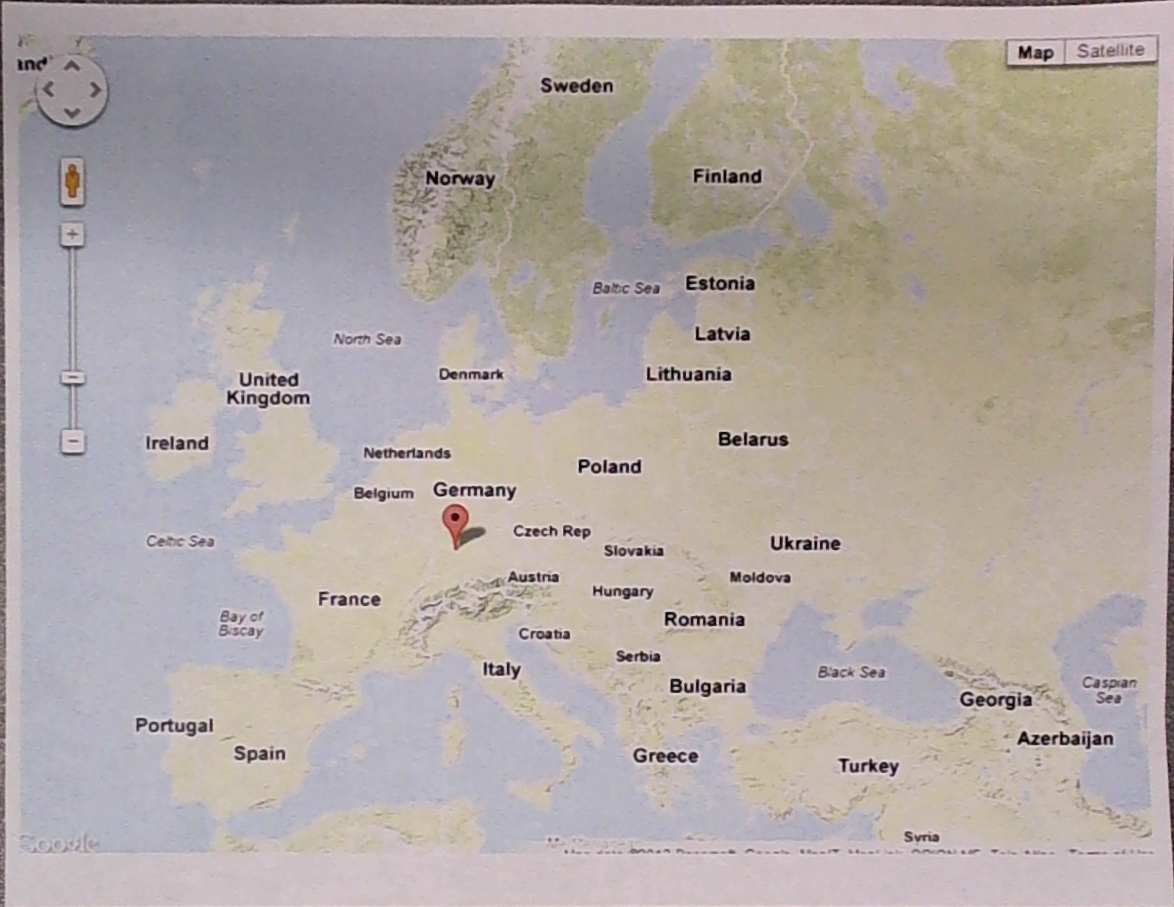 and
Map Satellite
Sweden
Norway
Finland
Baltic Sea
Estonia
North Sea
Latvia
Denmark
Lithuania
United
Kingdom
Ireland
Belarus
Netherlands
Poland
Belgium
Germany
Czech Rep
Celtic Sea
Ukraine
Slovakia
Austria
Moldova
Hungary
France
Bay of
Biscay
Romania
Croatia
Serbia
Italy
Black Sea
Bulgaria
Caspian
Sea
Georgia
Portugal
Azerbaijan
Spain
Greece
Turkey
Syria
Google